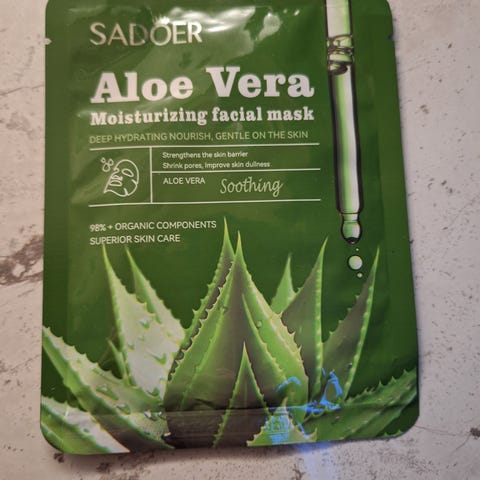 SADOER
Aloe Vera
Moisturizing facial mask
DEEP HYDRATING NOURISH, GENTLE ON THE SKIN
Strengthens the skin barrier
Shrink pores, Improve skin dullness
ALOE VERA Soothing
98% + ORGANIC COMPONENTS
SUPERIOR SKIN CARE